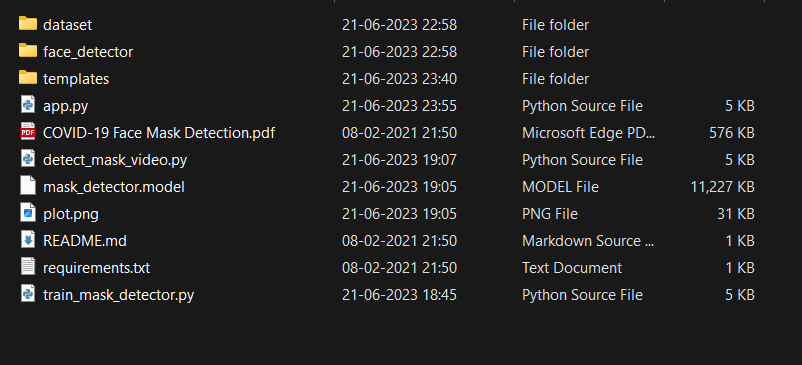 dataset 21-06-2023 22:58 File folder
face_detector 21-06-2023 22:58 File folder
templates 21-06-2023 23:40 File folder
app.py 21-06-2023 23:55 Python Source File 5 KB
PDF COVID-19 Face Mask Detection.pdf 08-02-2021 21:50 Microsoft Edge PD... 576 KB
detect_mask_video.py 21-06-2023 19:07 Python Source File 5 KB
mask_detector.model 21-06-2023 19:05 MODEL File 11,227 KB
plot.png 21-06-2023 19:05 PNG File 31 KB
README.md 08-02-2021 21:50 Markdown Source ... 1 KB
requirements.txt 08-02-2021 21:50 Text Document 1 KB
train_mask_detector.py 21-06-2023 18:45 Python Source File 5 KB